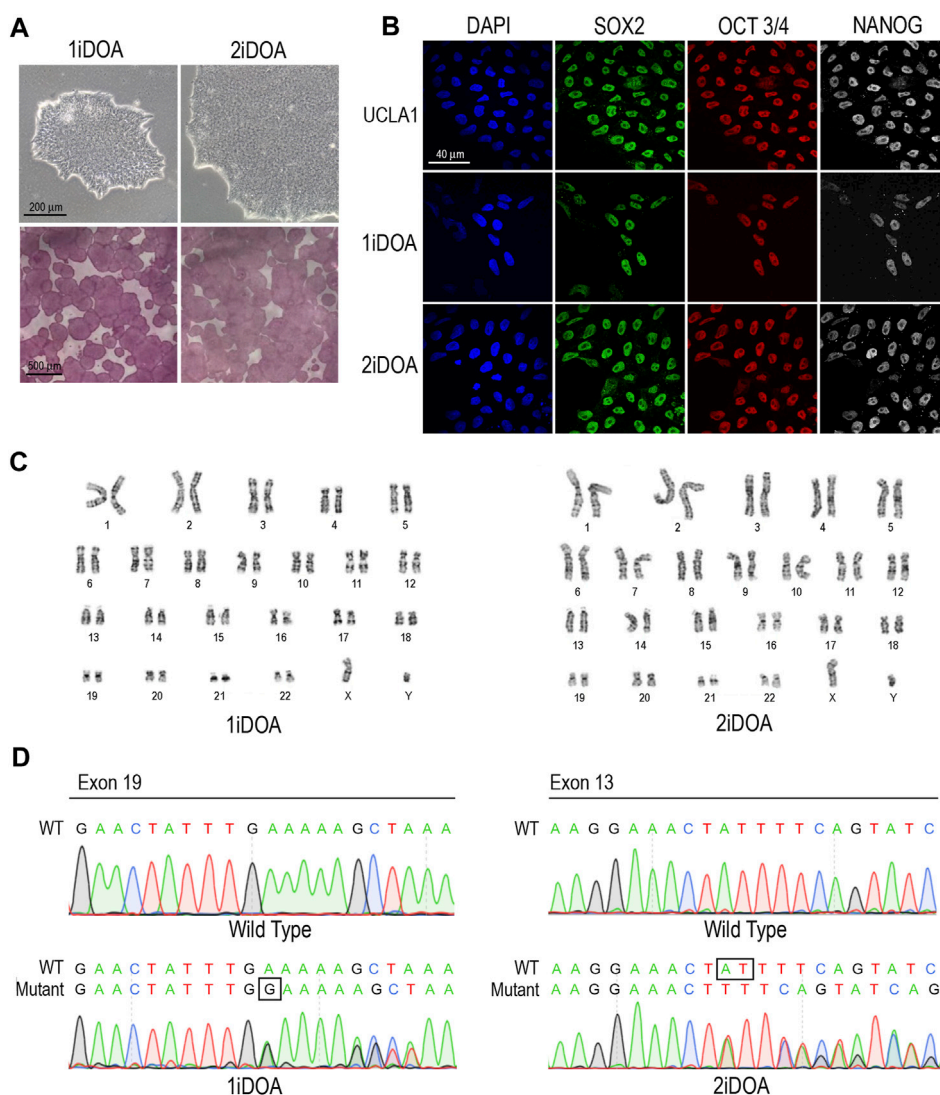 A
1iDOA 2iDOA
200 µm
500 µm
B
DAPI SOX2 OCT 3/4 NANOG
UCLA1
40 µm
1iDOA
2iDOA
C
1 2 3 4 5
6 7 8 9 10 11 12
13 14 15 16 17 18
19 20 21 22 X Y
1iDOA
1 2 3 4 5
6 7 8 9 10 11 12
13 14 15 16 17 18
19 20 21 22 X Y
2iDOA
D
Exon 19
WT G A A C T A T T T G A A A A A G C T A A A
Wild Type
WT G A A C T A T T T G A A A A A G C T A A A
Mutant G A A C T A T T T G G A A A A A G C T A A
1iDOA
Exon 13
WT A A G G A A A C T A T T T T C A G T A T C
Wild Type
WT A A G G A A A C T A T T T T C A G T A T C
Mutant A A G G A A A C T T T T C A G T A T C A G
2iDOA